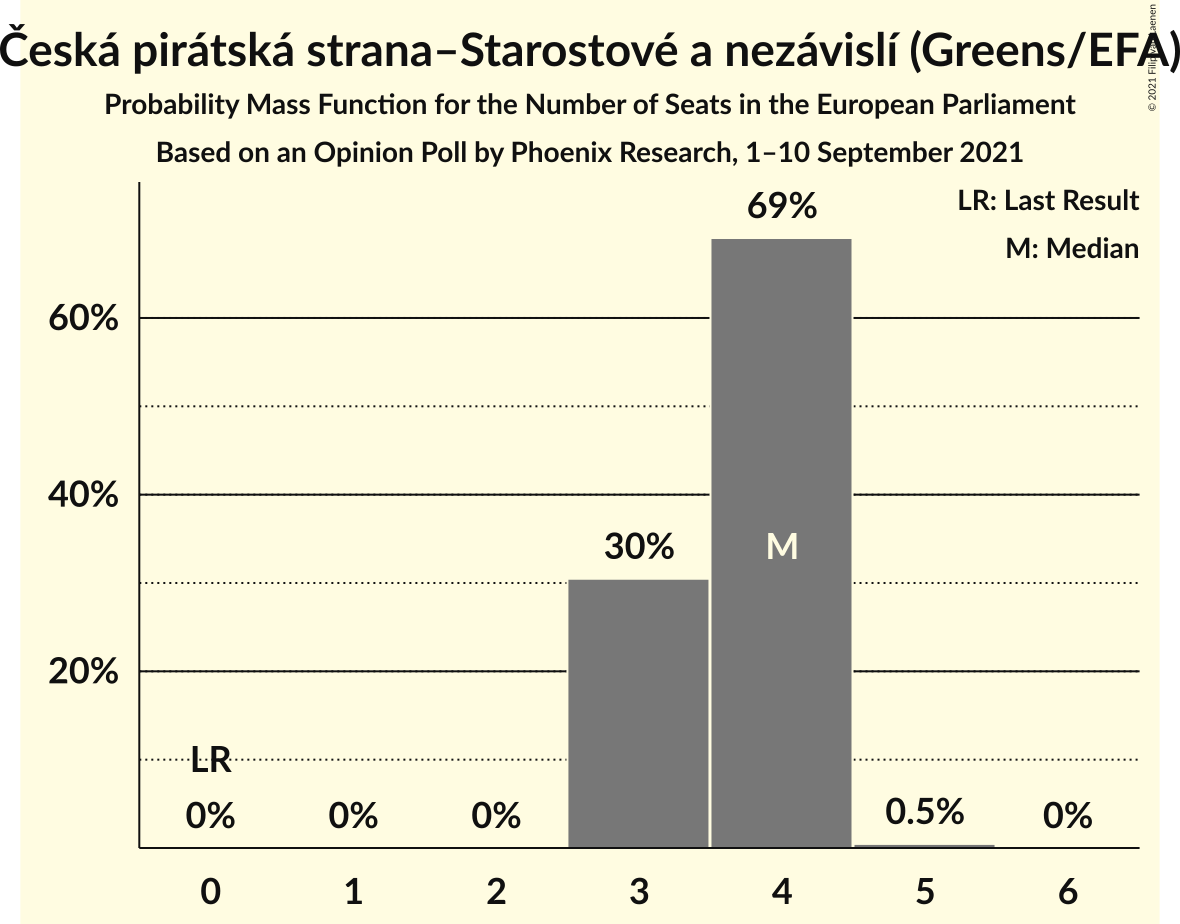 Česká pirátská strana–Starostové a nezávislí (Greens/EFA)
Probability Mass Function for the Number of Seats in the European Parliament
Based on an Opinion Poll by Phoenix Research, 1–10 September 2021
© 2021 Filip van Laenen
LR: Last Result
M: Median
69%
60%
40%
30%
M
20%
LR
0%
0%
0%
0.5%
0%
0 1 2 3 4 5 6